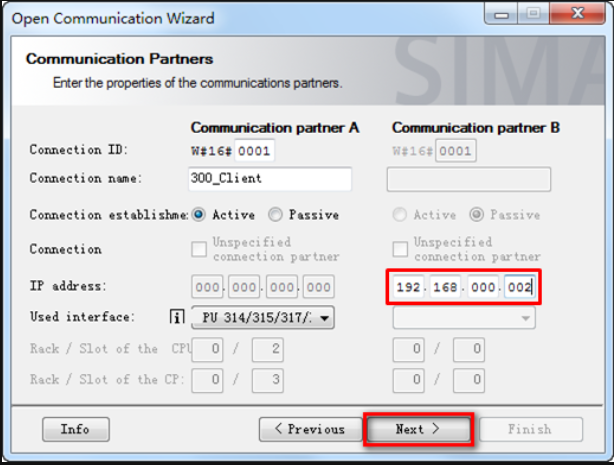 Open Communication Wizard
Communication Partners
Enter the properties of the communications partners.
SIMA
Communication partner A Communication partner B
Connection ID: W#16# 0001 W#16# 0001
Connection name: 300_Client
Connection establishme: Active Passive Active Passive
Connection Unspecified connection partner Unspecified connection partner
IP address: 000.000.000.000 192.168.000.002
Used interface: i PU 314/315/317/:
Rack / Slot of the CPU 0 / 2 0 / 0
Rack / Slot of the CP: 0 / 3 0 / 0
Info < Previous Next > Finish